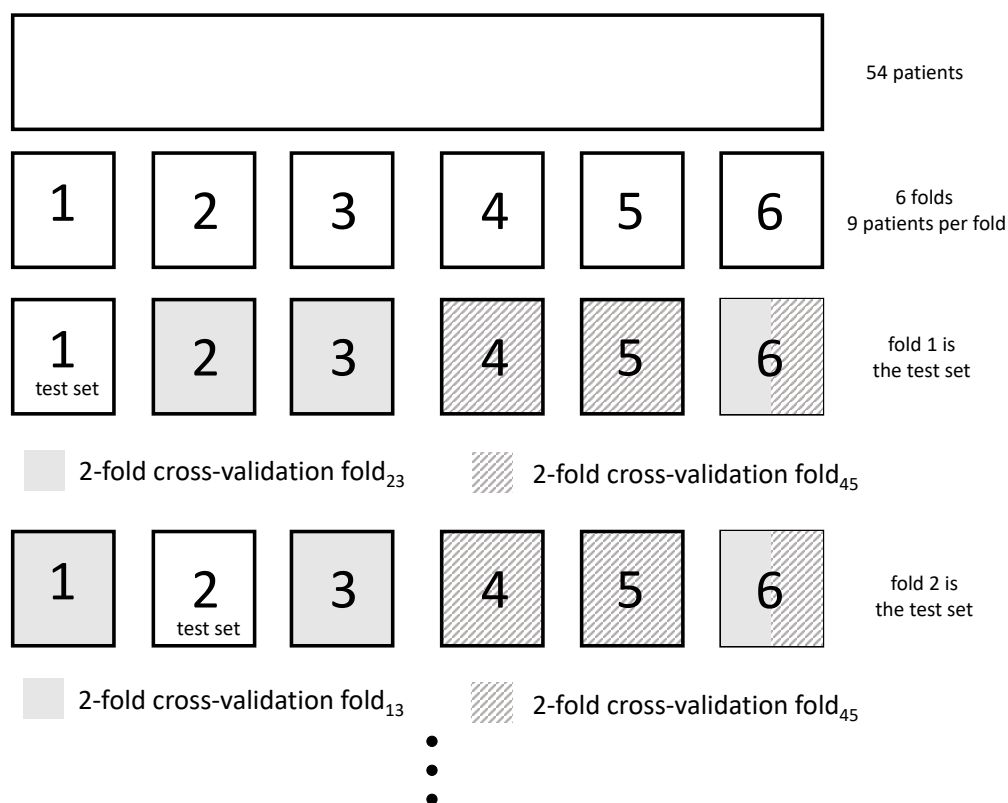 54 patients
1 2 3 4 5 6
6 folds
9 patients per fold
1 2 3 4 5 6
test set
fold 1 is
the test set
2-fold cross-validation fold23
2-fold cross-validation fold45
1 2 3 4 5 6
test set
fold 2 is
the test set
2-fold cross-validation fold13
2-fold cross-validation fold45